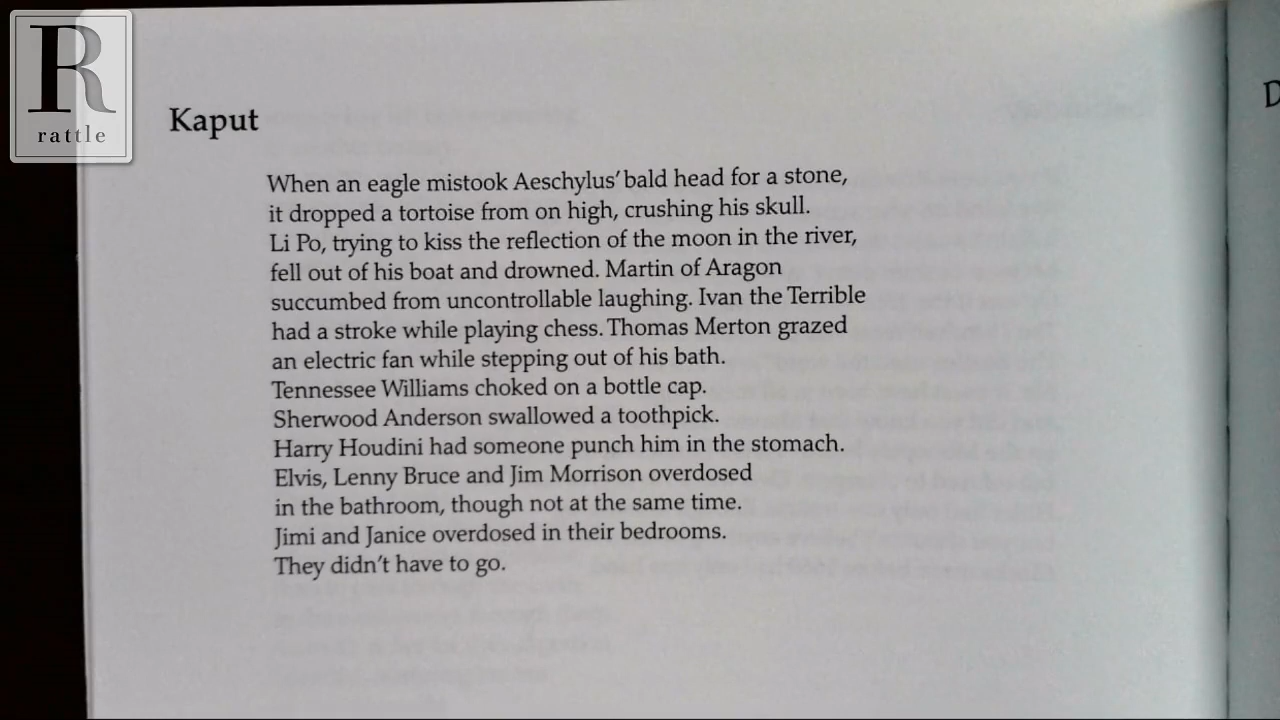 R
rattle
Kaput
When an eagle mistook Aeschylus' bald head for a stone,
it dropped a tortoise from on high, crushing his skull.
Li Po, trying to kiss the reflection of the moon in the river,
fell out of his boat and drowned. Martin of Aragon
succumbed from uncontrollable laughing. Ivan the Terrible
had a stroke while playing chess. Thomas Merton grazed
an electric fan while stepping out of his bath.
Tennessee Williams choked on a bottle cap.
Sherwood Anderson swallowed a toothpick.
Harry Houdini had someone punch him in the stomach.
Elvis, Lenny Bruce and Jim Morrison overdosed
in the bathroom, though not at the same time.
Jimi and Janice overdosed in their bedrooms.
They didn't have to go.
D